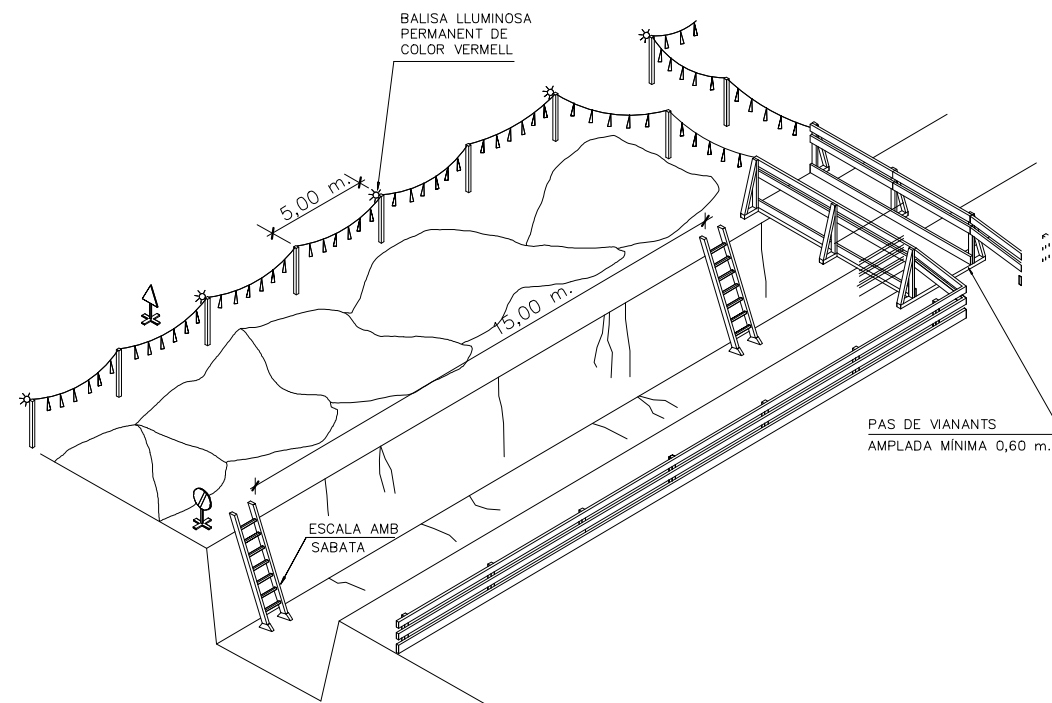 BALISA LLUMINOSA
PERMANENT DE
COLOR VERMELL
5,00 m.
15,00 m.
PAS DE VIANANTS
AMPLADA MÍNIMA 0,60 m.
ESCALA AMB
SABATA